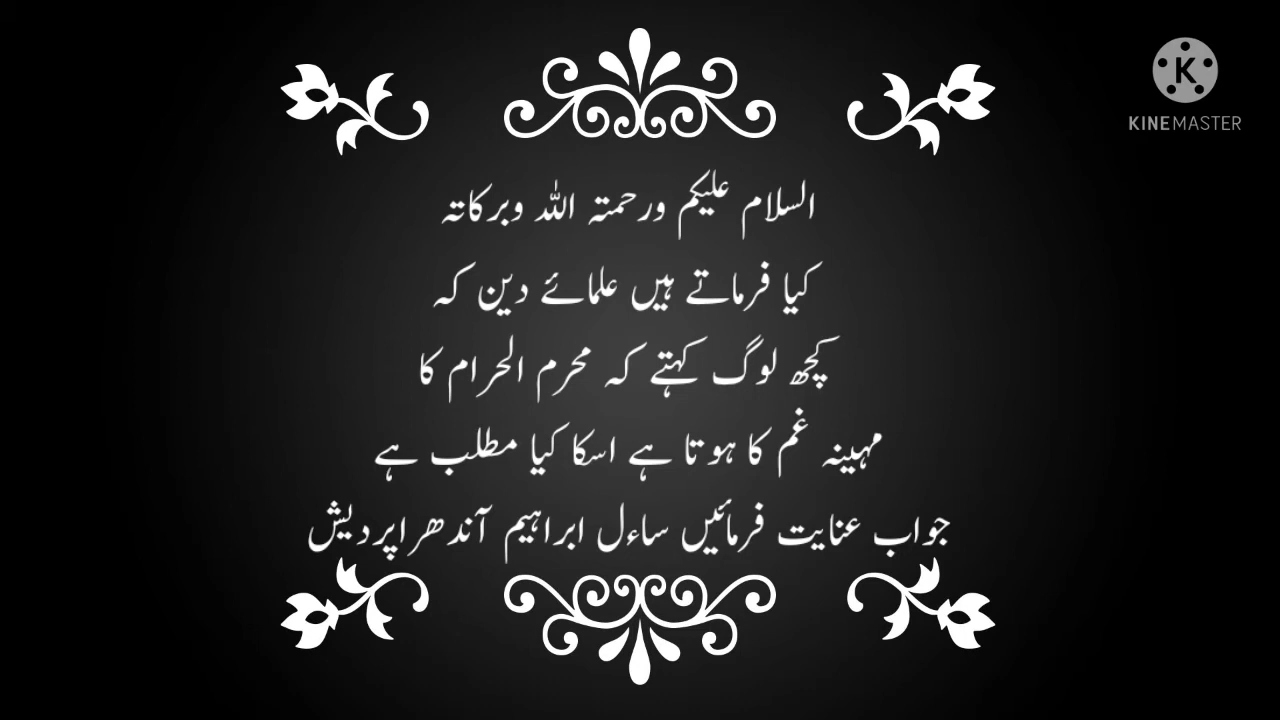 KINEMASTER
السلام علیکم ورحمتہ اللہ وبرکاتہ
کیا فرماتے ہیں علمائے دین کہ
کچھ لوگ کہتے کہ محرم الحرام کا
مہینہ غم کا ہوتا ہے اسکا کیا مطلب ہے
جواب عنایت فرمائیں ساءل ابراہیم آندھراپردیش